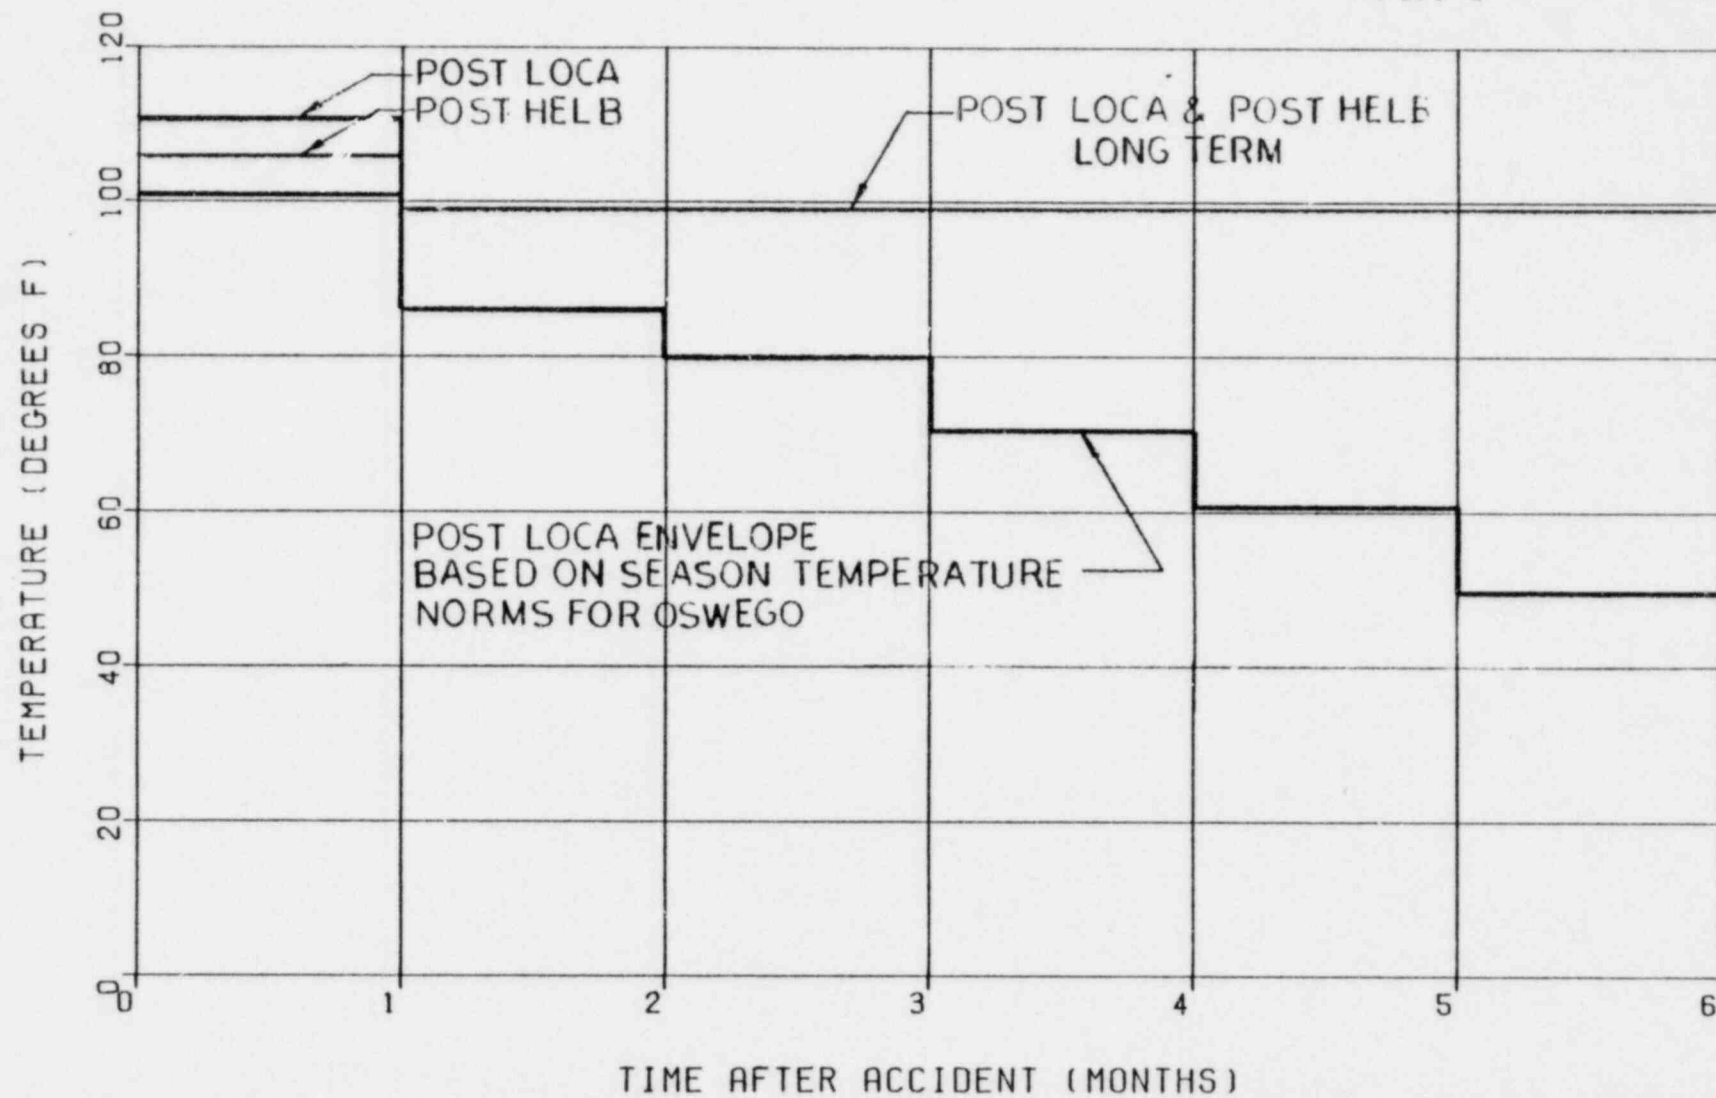 120
100
80
60
40
20
0
TEMPERATURE (DEGREES F)
POST LOCA
POST HELB
POST LOCA & POST HELB
LONG TERM
POST LOCA ENVELOPE
BASED ON SEASON TEMPERATURE
NORMS FOR OSWEGO
0 1 2 3 4 5 6
TIME AFTER ACCIDENT (MONTHS)